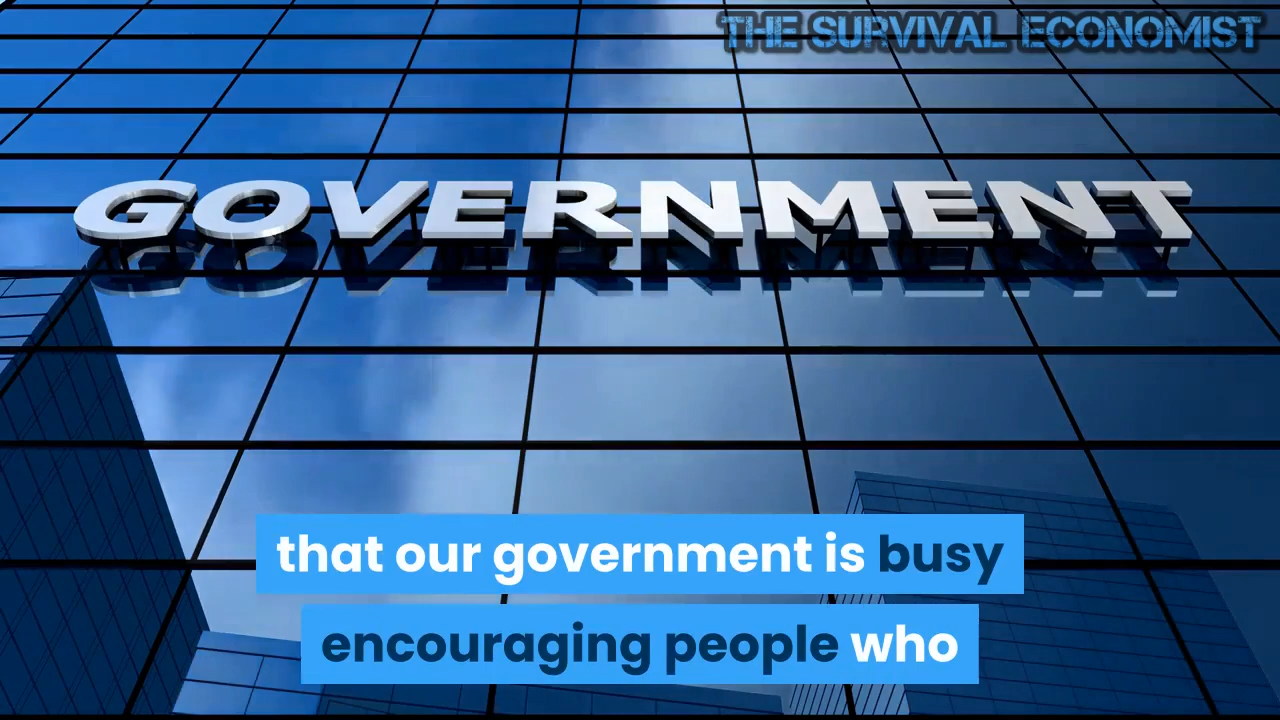 THE SURVIVAL ECONOMIST
GOVERNMENT
that our government is busy
encouraging people who